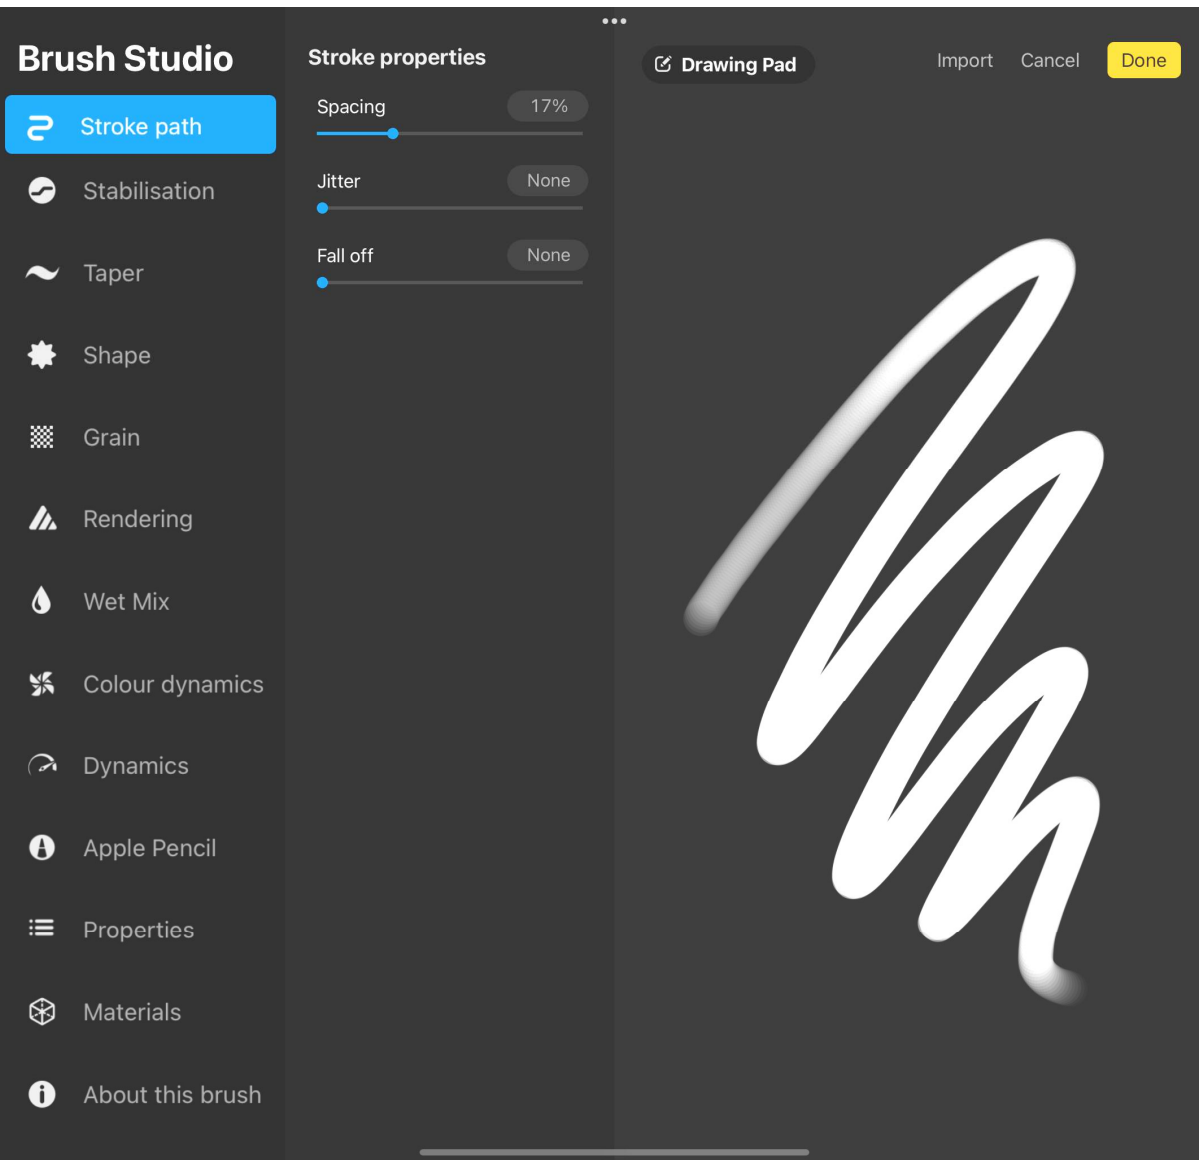 Brush Studio
Stroke path
Stabilisation
Taper
Shape
Grain
Rendering
Wet Mix
Colour dynamics
Dynamics
Apple Pencil
Properties
Materials
About this brush
Stroke properties
Spacing 17%
Jitter None
Fall off None
Drawing Pad
Import Cancel Done